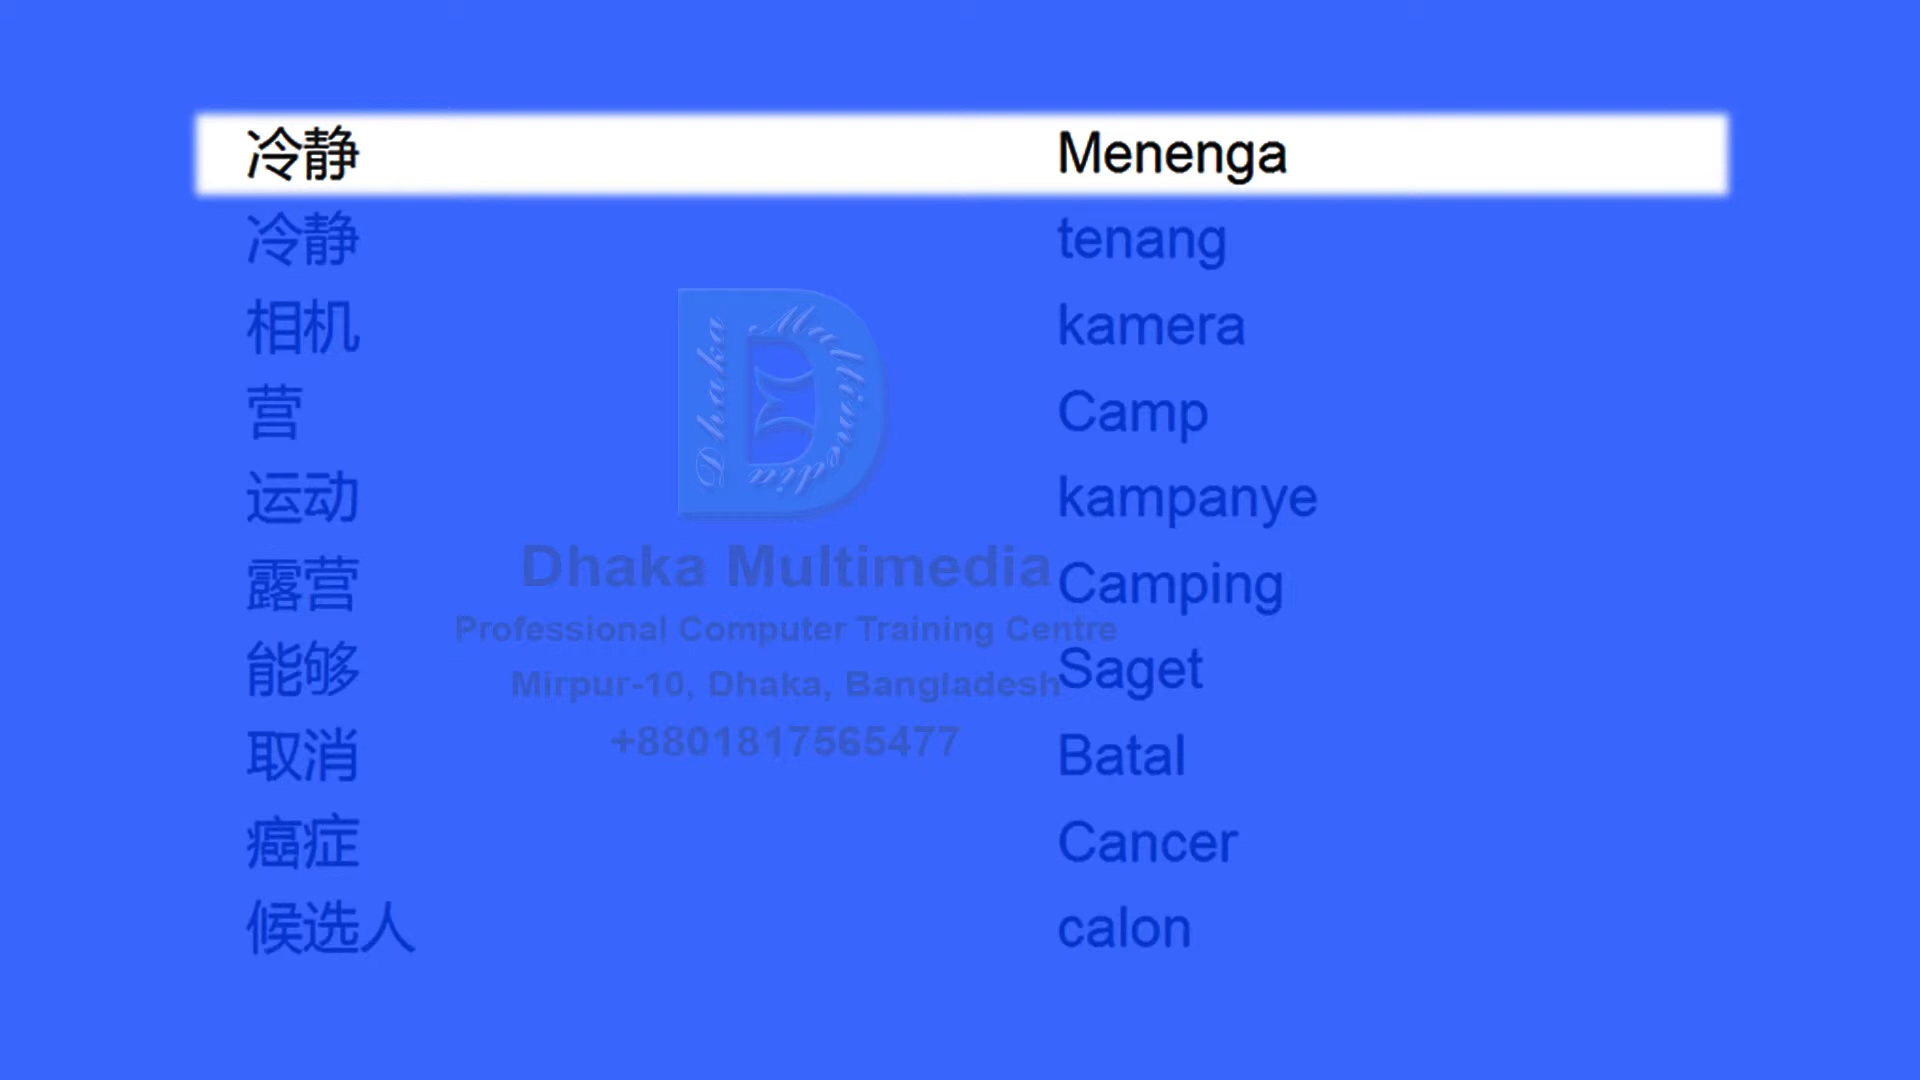 冷静 Menenga
冷静 tenang
相机 kamera
营 Camp
运动 kampanye
露营 Camping
能够 Saget
取消 Batal
癌症 Cancer
候选人 calon
Dhaka Multimedia
Dhaka Multimedia
Professional Computer Training Centre
Mirpur-10, Dhaka, Bangladesh
+8801817565477